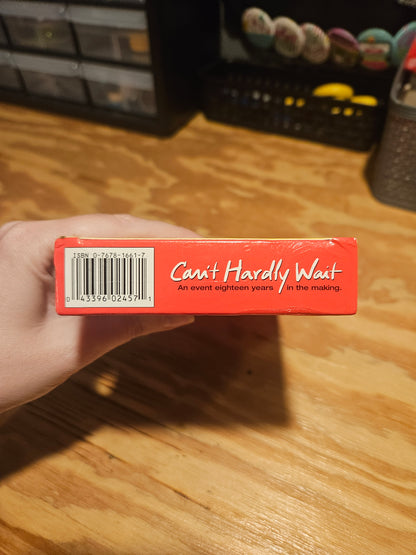 ISBN 0-7678-1661-7
0 43396 02457 1
Can't Hardly Wait
An event eighteen years in the making.